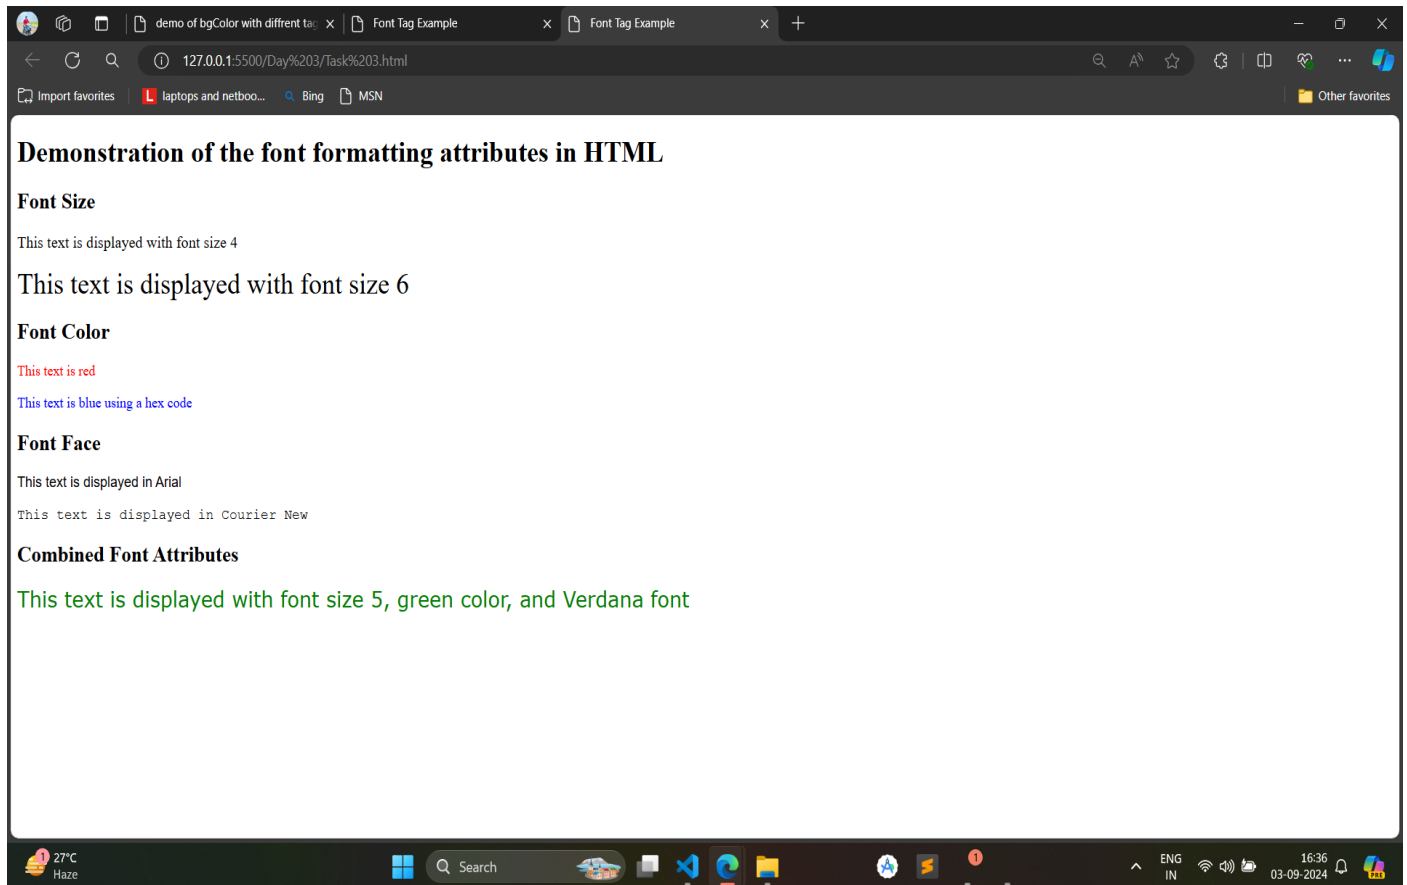 demo of bgColor with diffrent tag
Font Tag Example
Font Tag Example
127.0.0.1:5500/Day%203/Task%203.html
Import favorites
L laptops and netboo...
Bing
MSN
Other favorites
Demonstration of the font formatting attributes in HTML
Font Size
This text is displayed with font size 4
This text is displayed with font size 6
Font Color
This text is red
This text is blue using a hex code
Font Face
This text is displayed in Arial
This text is displayed in Courier New
Combined Font Attributes
This text is displayed with font size 5, green color, and Verdana font
1
27°C
Haze
Search
1
ENG
IN
16:36
03-09-2024
PRE